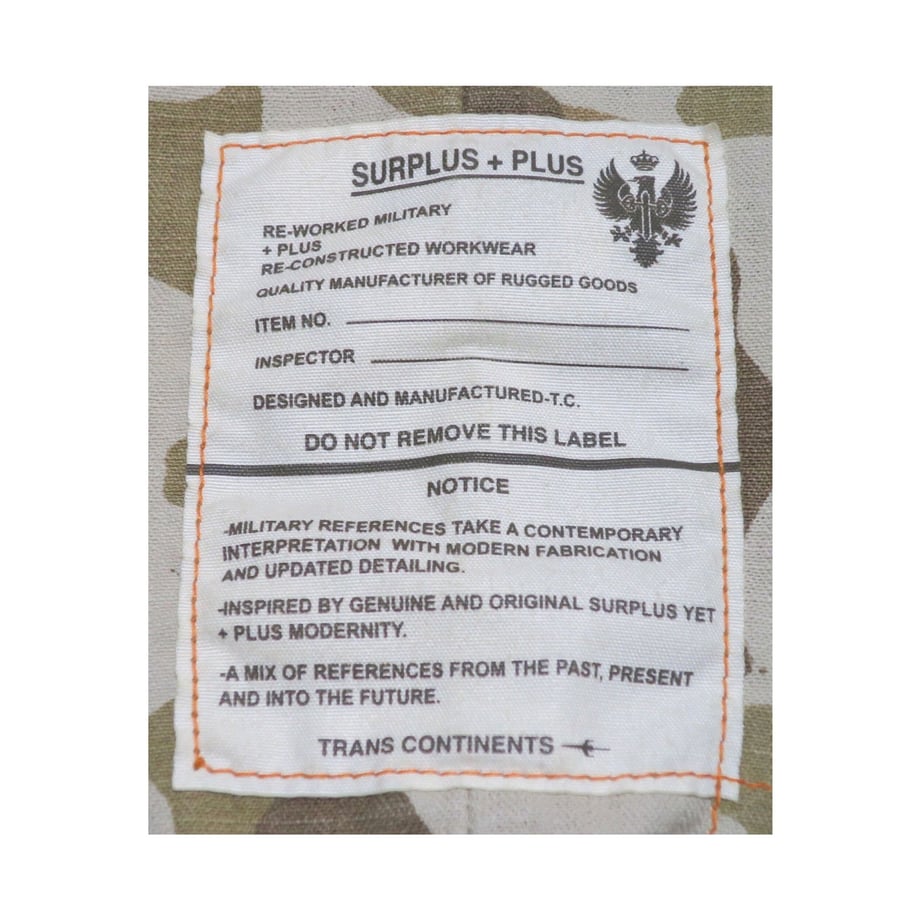 SURPLUS + PLUS
RE-WORKED MILITARY
+ PLUS
RE-CONSTRUCTED WORKWEAR
QUALITY MANUFACTURER OF RUGGED GOODS
ITEM NO.
INSPECTOR
DESIGNED AND MANUFACTURED-T.C.
DO NOT REMOVE THIS LABEL
NOTICE
-MILITARY REFERENCES TAKE A CONTEMPORARY
INTERPRETATION WITH MODERN FABRICATION
AND UPDATED DETAILING.
-INSPIRED BY GENUINE AND ORIGINAL SURPLUS YET
+ PLUS MODERNITY.
-A MIX OF REFERENCES FROM THE PAST, PRESENT
AND INTO THE FUTURE.
TRANS CONTINENTS